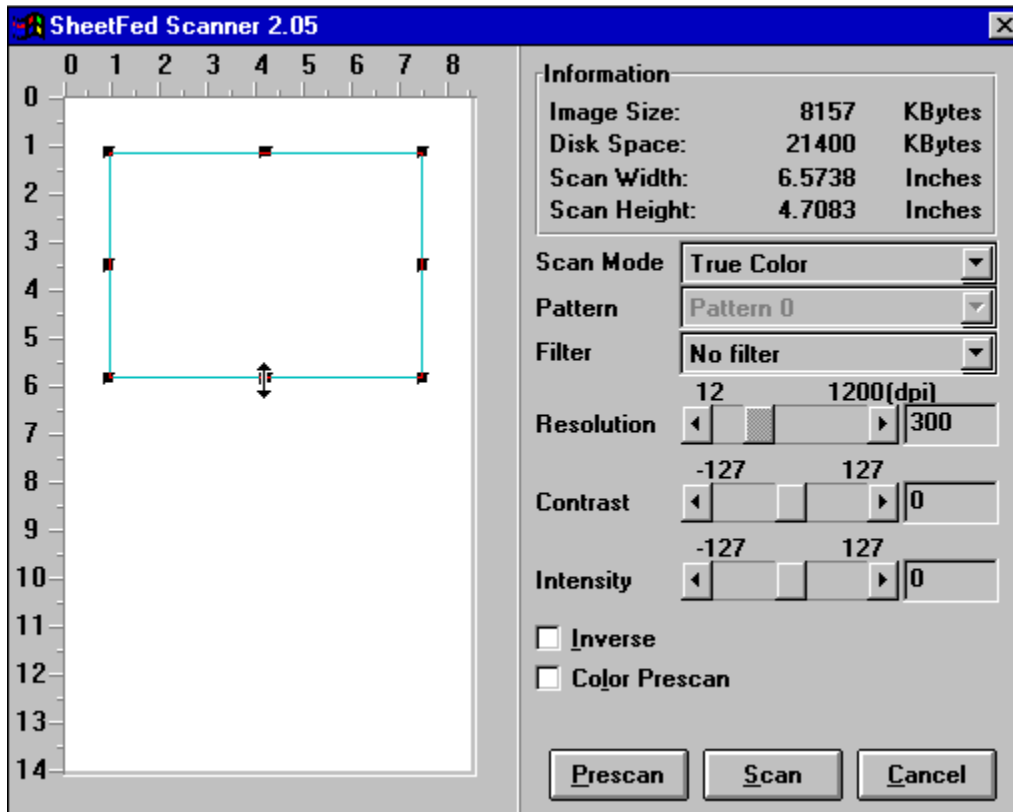 SheetFed Scanner 2.05
0 1 2 3 4 5 6 7 8
0
1
2
3
4
5
6
7
8
9
10
11
12
13
14
Information
Image Size: 8157 KBytes
Disk Space: 21400 KBytes
Scan Width: 6.5738 Inches
Scan Height: 4.7083 Inches
Scan Mode True Color
Pattern Pattern 0
Filter No filter
12 1200(dpi)
Resolution 300
-127 127
Contrast 0
-127 127
Intensity 0
Inverse
Color Prescan
Prescan Scan Cancel